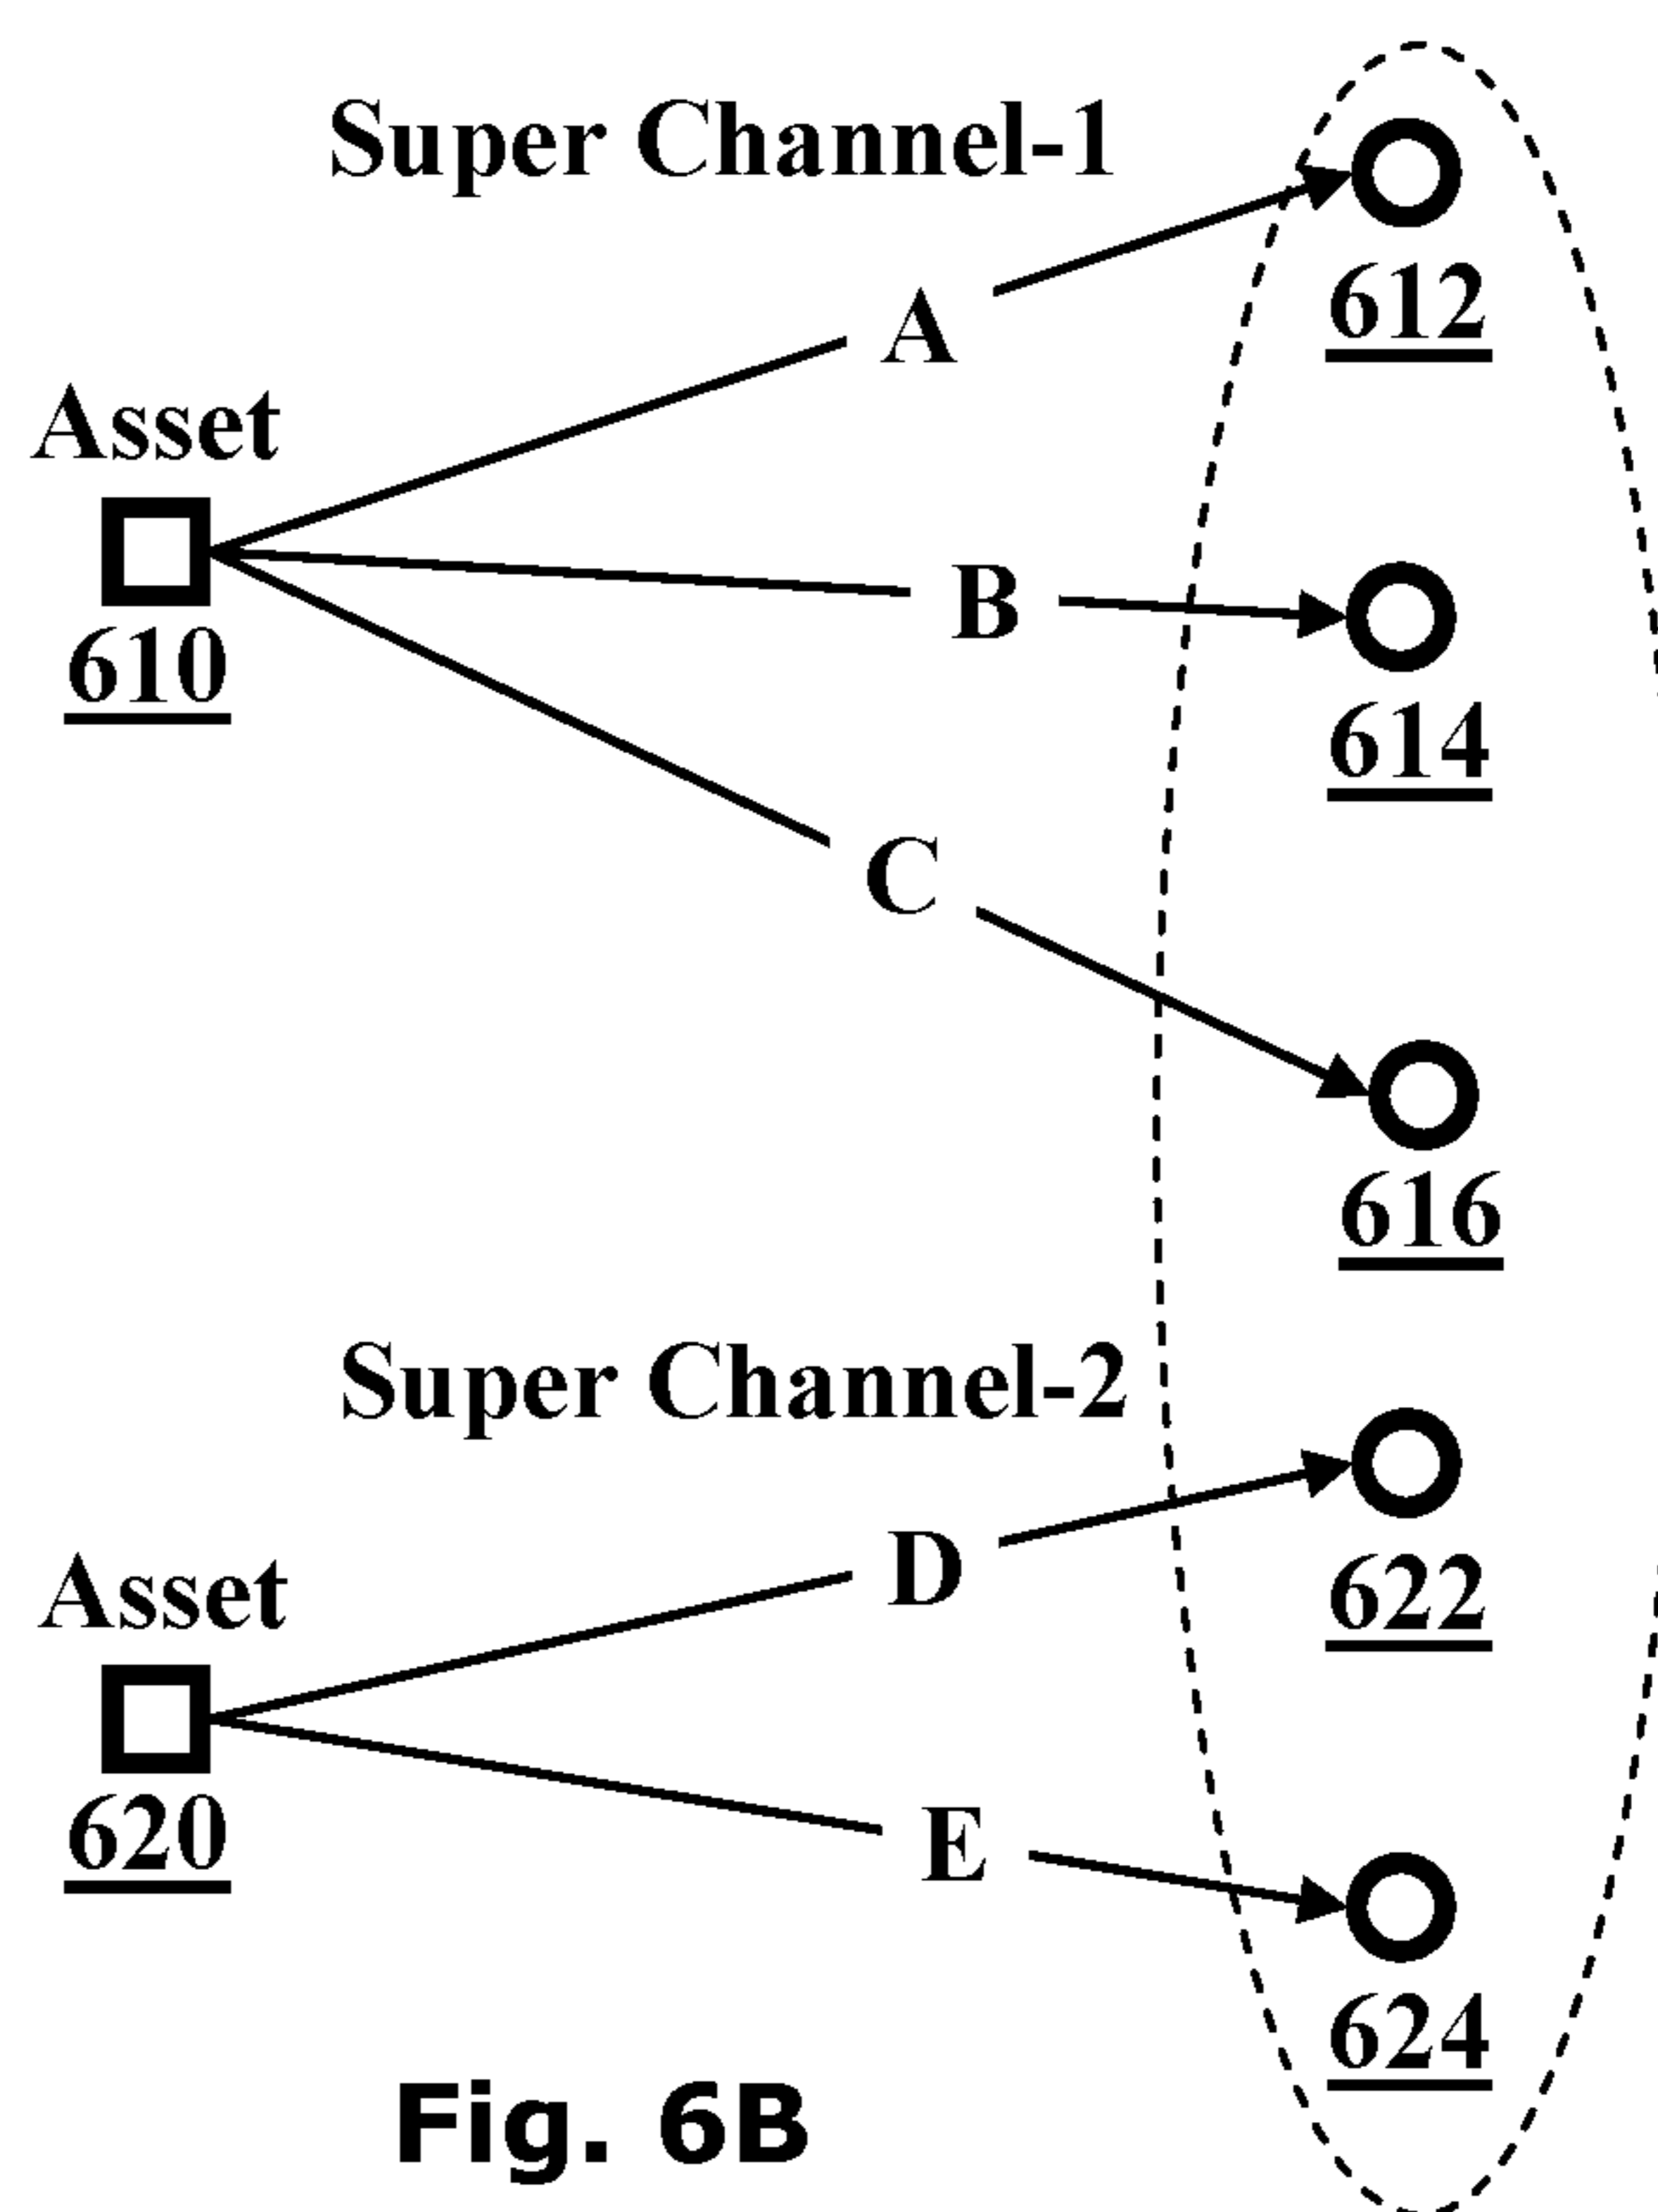 Super Channel-1
A
612
Asset
610
B
614
C
616
Super Channel-2
D
622
Asset
620
E
624
Fig. 6B